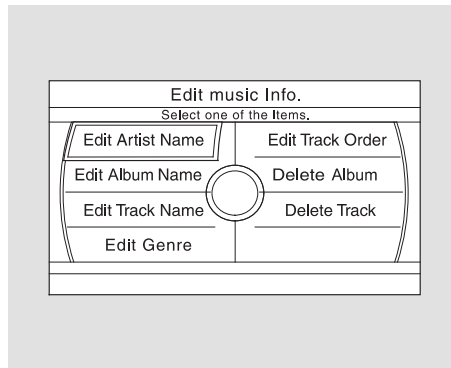 Edit music Info.
Select one of the Items.
Edit Artist Name
Edit Album Name
Edit Track Name
Edit Genre
Edit Track Order
Delete Album
Delete Track